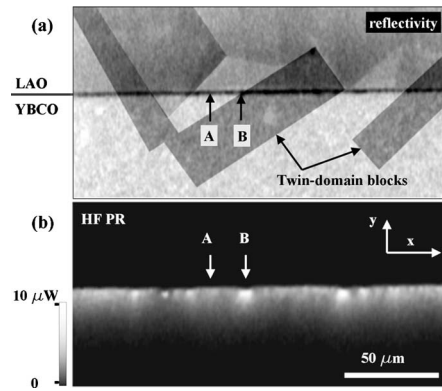 (a)
reflectivity
LAO
YBCO
A B
Twin-domain blocks
(b)
HF PR
A B
y
x
10 μW
0
50 μm